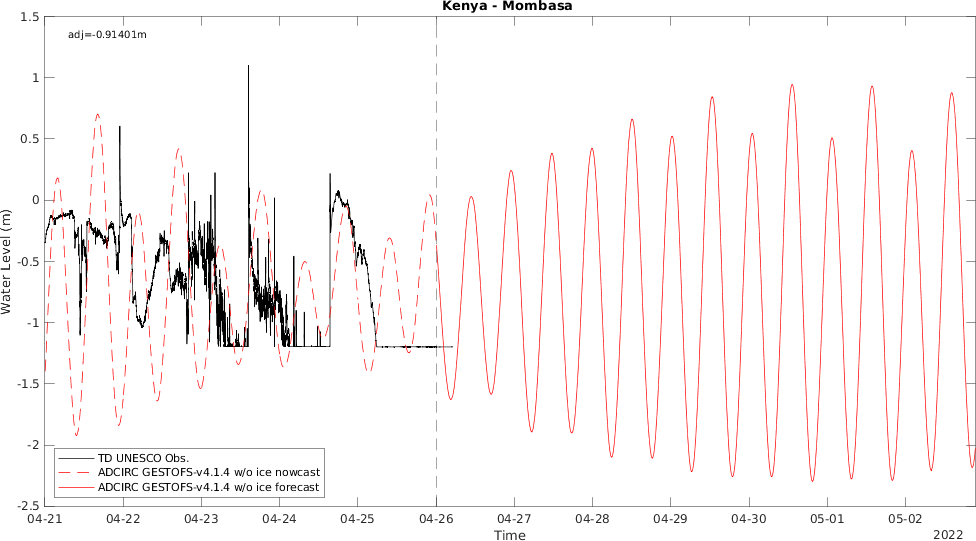 Kenya - Mombasa
adj=-0.91401m
1.5
1
0.5
0
-0.5
-1
-1.5
-2
-2.5
Water Level (m)
TD UNESCO Obs.
ADCIRC GESTOFS-v4.1.4 w/o ice nowcast
ADCIRC GESTOFS-v4.1.4 w/o ice forecast
04-21 04-22 04-23 04-24 04-25 04-26 04-27 04-28 04-29 04-30 05-01 05-02
Time
2022